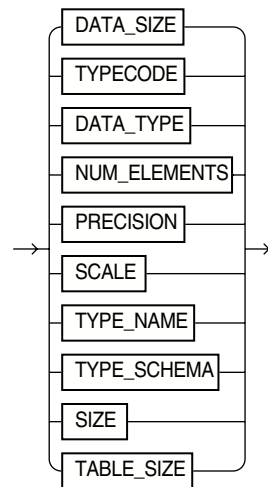 DATA_SIZE
TYPECODE
DATA_TYPE
NUM_ELEMENTS
PRECISION
SCALE
TYPE_NAME
TYPE_SCHEMA
SIZE
TABLE_SIZE